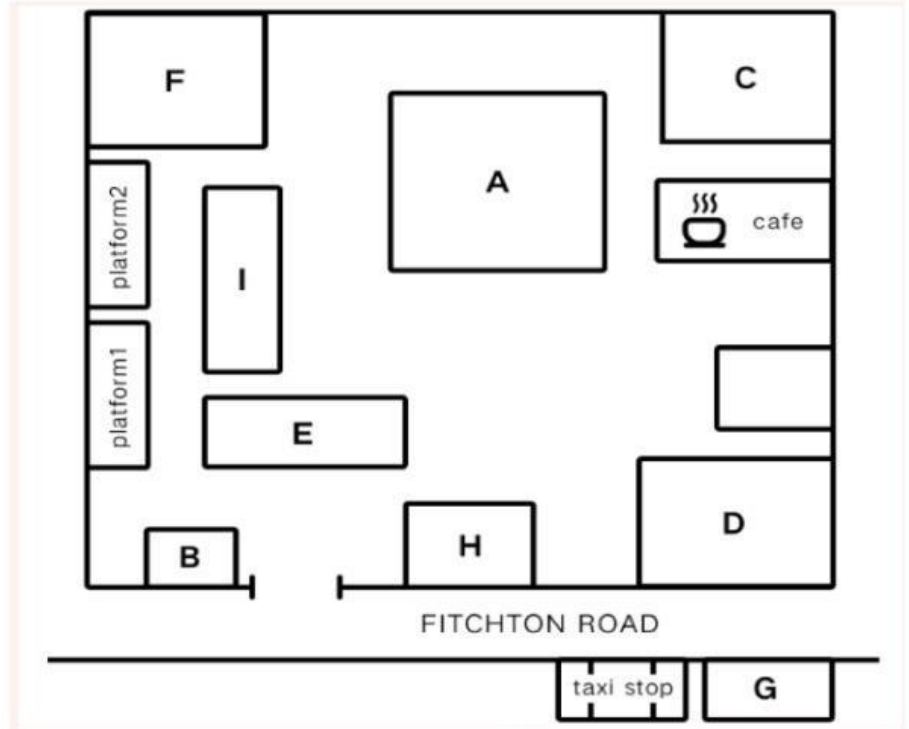 F
C
A
cafe
platform2
I
platform1
E
D
H
B
FITCHTON ROAD
taxi stop
G